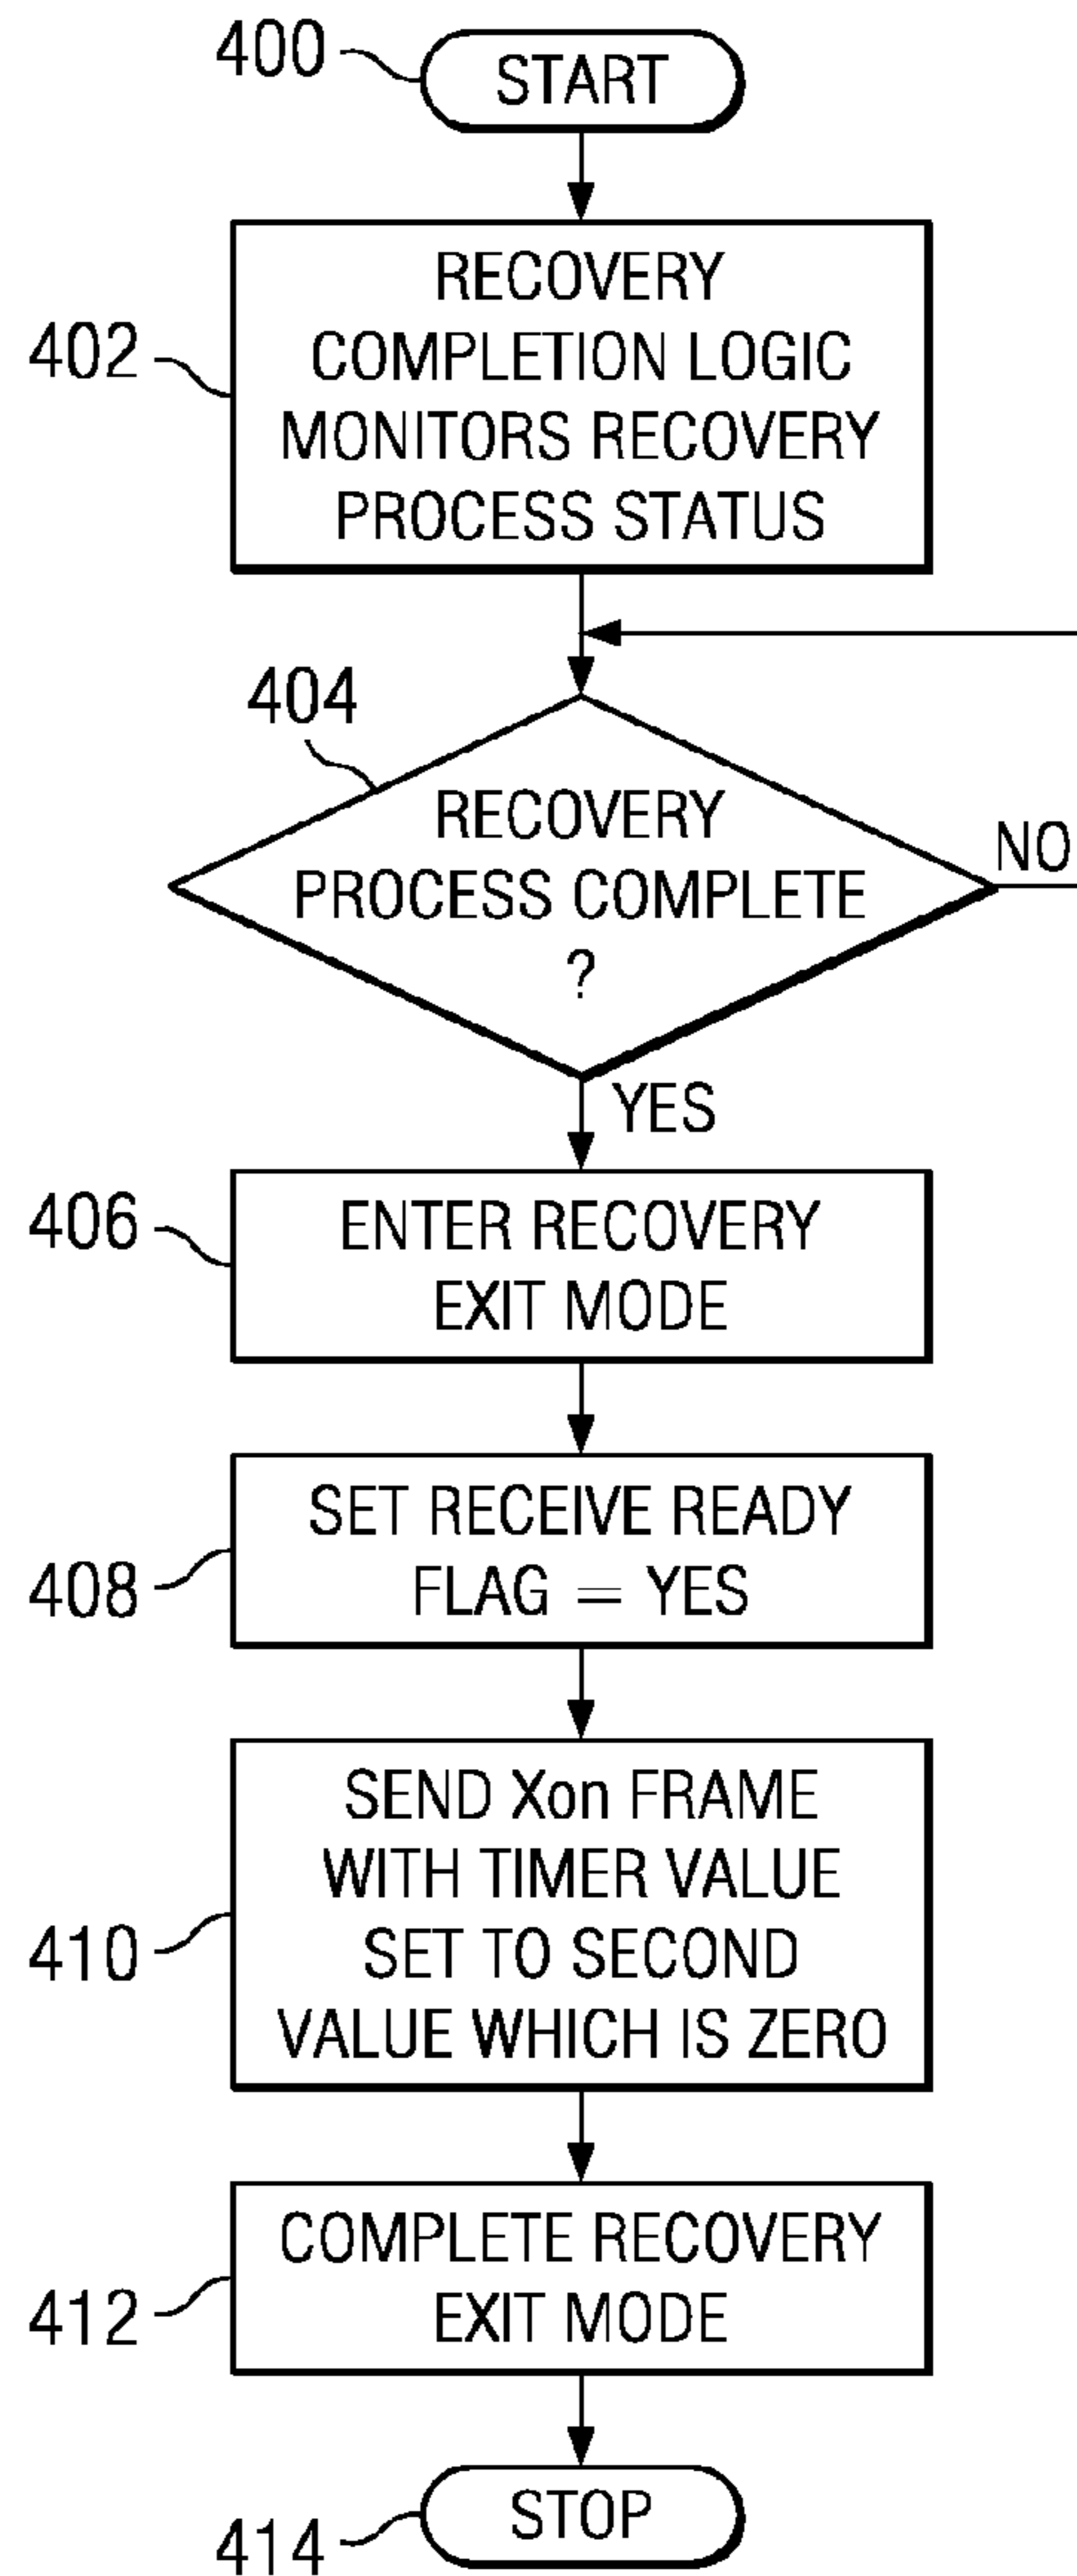 400
START
402
RECOVERY
COMPLETION LOGIC
MONITORS RECOVERY
PROCESS STATUS
404
RECOVERY
PROCESS COMPLETE
?
NO
YES
406
ENTER RECOVERY
EXIT MODE
408
SET RECEIVE READY
FLAG = YES
410
SEND Xon FRAME
WITH TIMER VALUE
SET TO SECOND
VALUE WHICH IS ZERO
412
COMPLETE RECOVERY
EXIT MODE
414
STOP